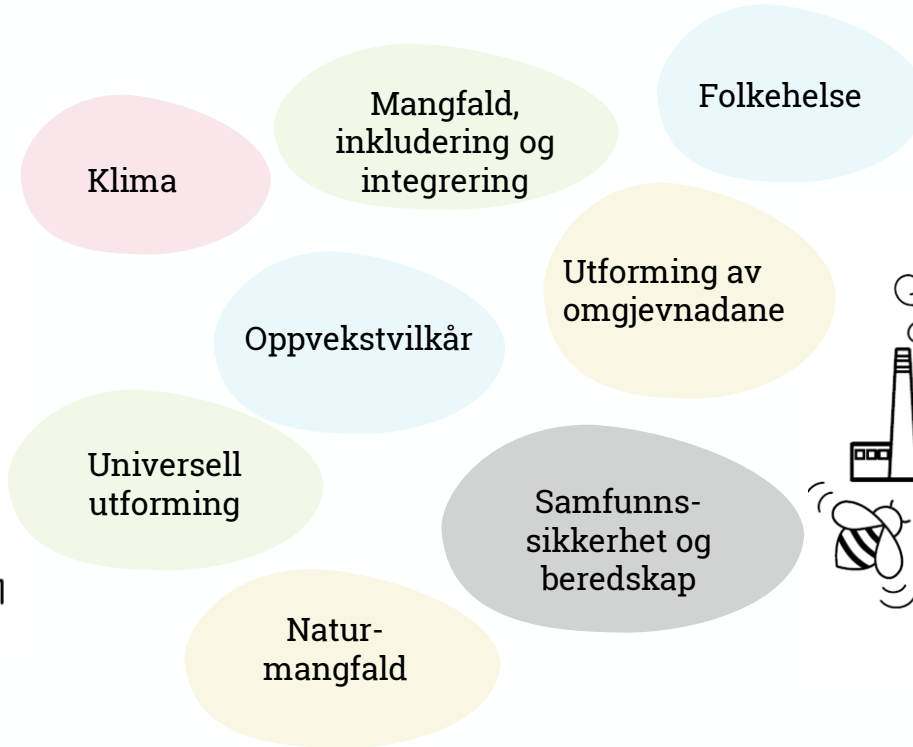 Folkehelse
Mangfald,
inkludering og
integrering
Klima
Utforming av
omgjevnadane
Oppvekstvilkår
Universell
utforming
Samfunns-
sikkerhet og
beredskap
Natur-
mangfald